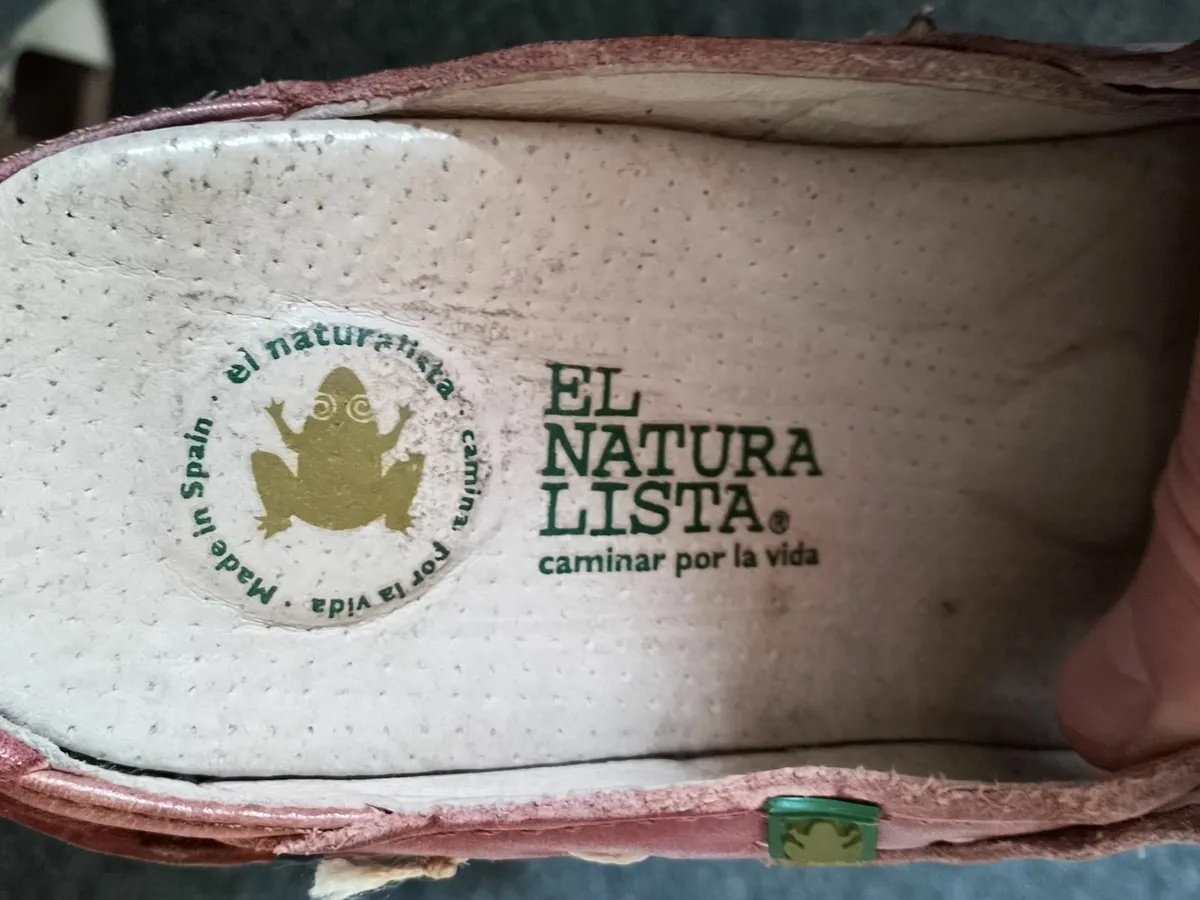 el naturalista · camina por la vida · Made in Spain ·
EL
NATURA
LISTA®
caminar por la vida